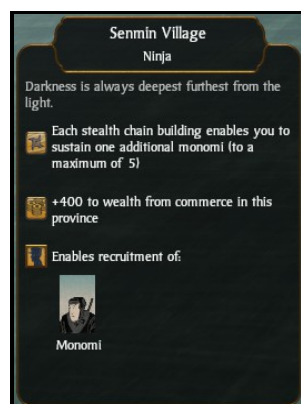 Senmin Village
Ninja
Darkness is always deepest furthest from the
light.
Each stealth chain building enables you to
sustain one additional monomi (to a
maximum of 5)
+400 to wealth from commerce in this
province
Enables recruitment of:
Monomi